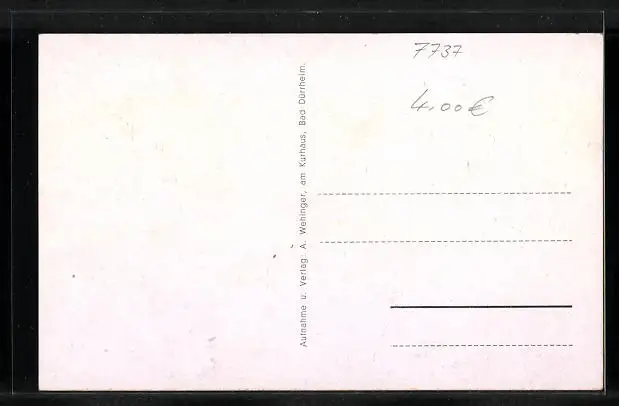 7737
4,00 €
Aufnahme u. Verlag: A. Wehinger, am Kurhaus, Bad Dürrheim.